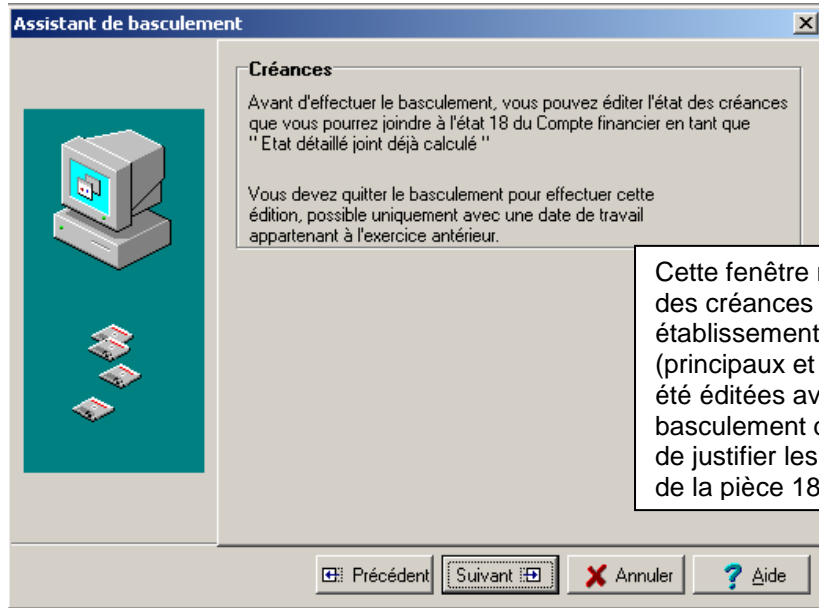 Assistant de basculement
Créances
Avant d'effectuer le basculement, vous pouvez éditer l'état des créances
que vous pourrez joindre à l'état 18 du Compte financier en tant que
" Etat détaillé joint déjà calculé "
Vous devez quitter le basculement pour effectuer cette
édition, possible uniquement avec une date de travail
appartenant à l'exercice antérieur.
Cette fenêtre
des créances
établissement
(principaux et
été éditées
basculement
de justifier les
de la pièce 18
Précédent
Suivant
Annuler
Aide